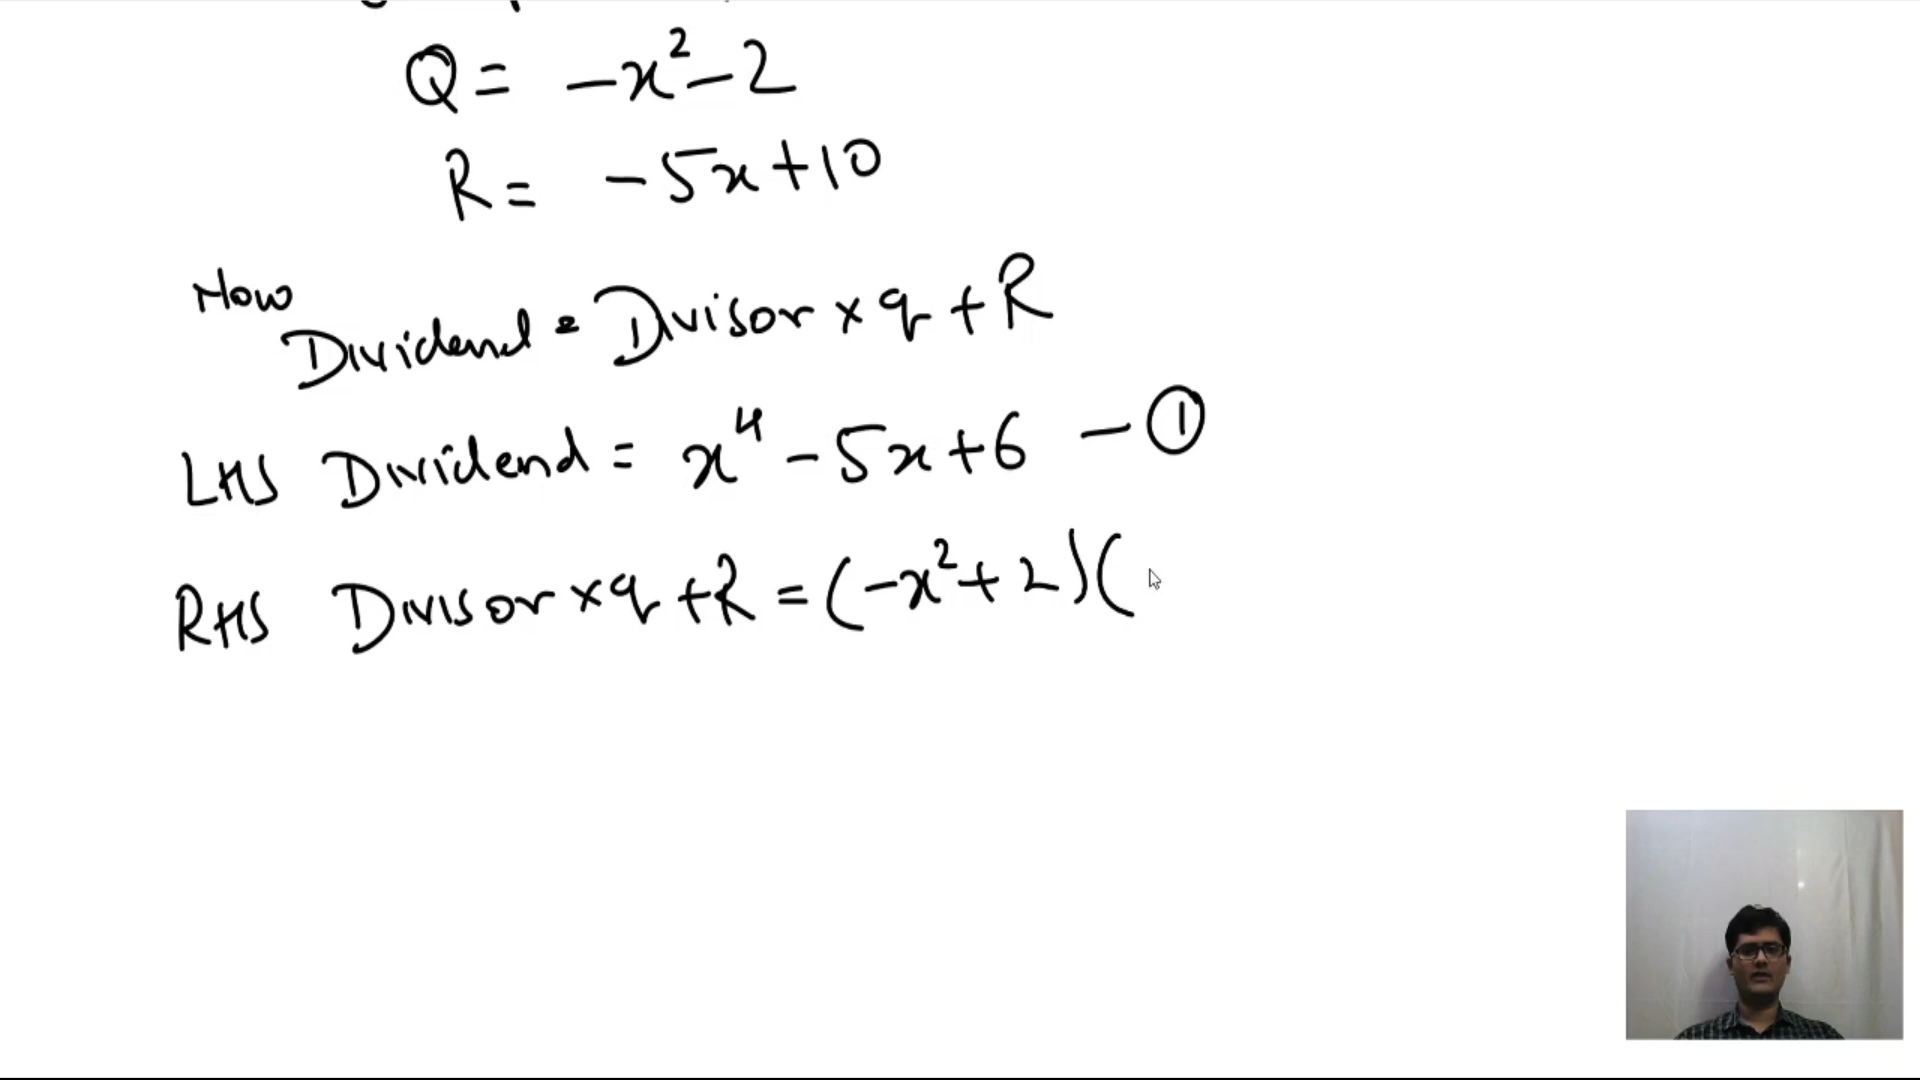 Q = -x²-2
R = -5x+10
Now
Dividend = Divisor × q + R
LHS Dividend = x⁴ - 5x + 6 - ①
RHS Divisor × q + R = (-x² + 2)(